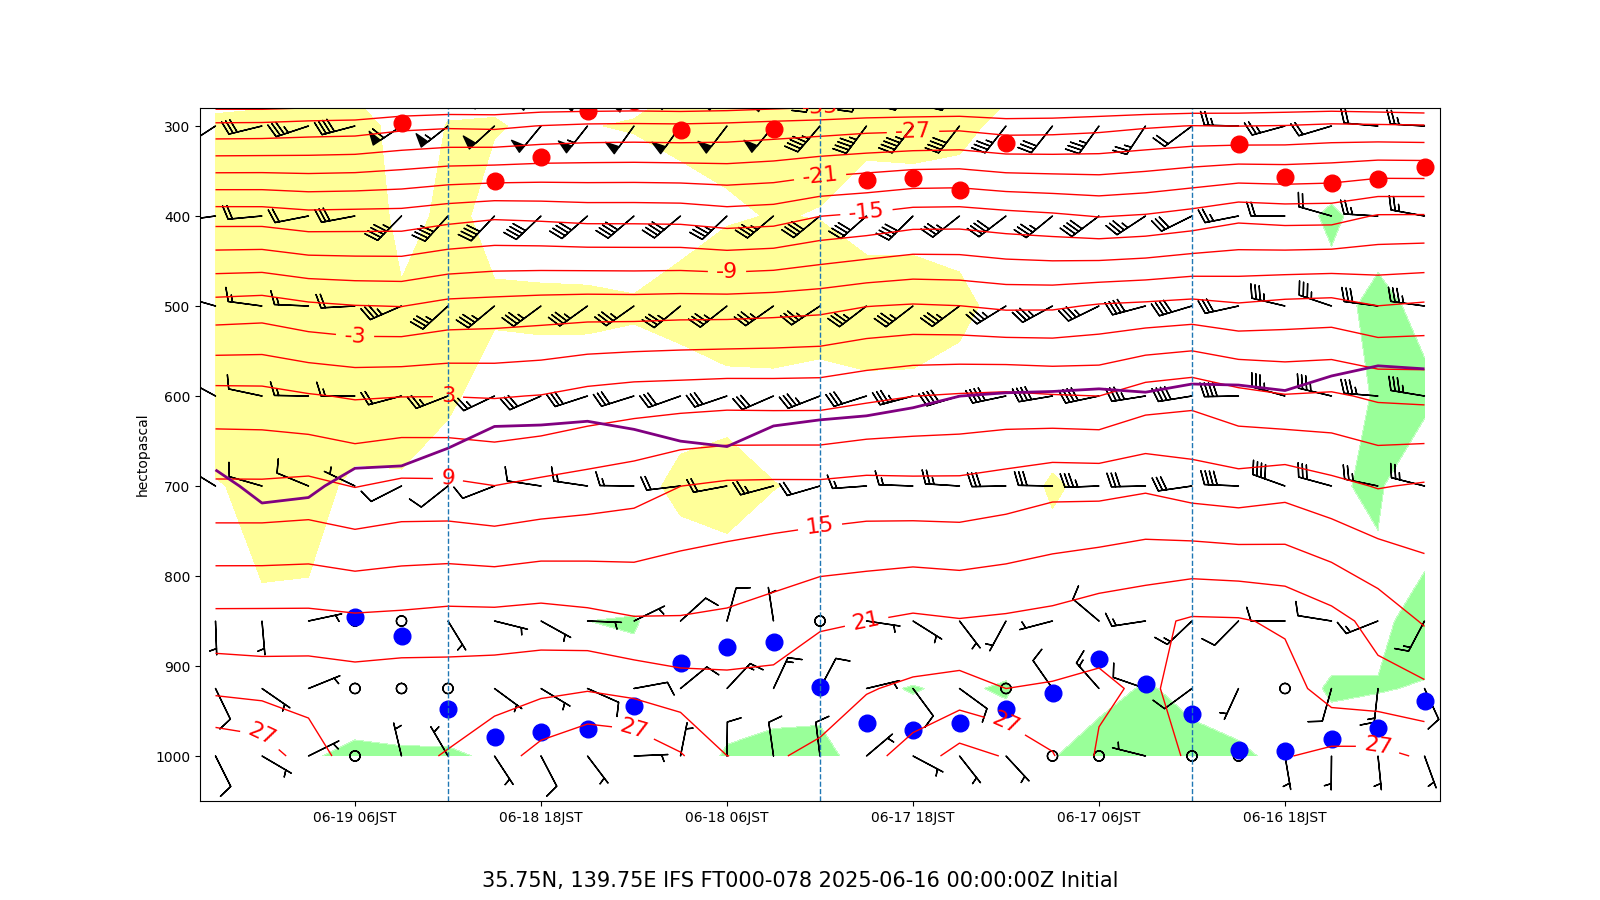 300
400
500
600
700
800
900
1000
hectopascal
-27
-21
-15
-9
-3
3
9
15
21
27
27
27
27
06-19 06JST
06-18 18JST
06-18 06JST
06-17 18JST
06-17 06JST
06-16 18JST
35.75N, 139.75E IFS FT000-078 2025-06-16 00:00:00Z Initial